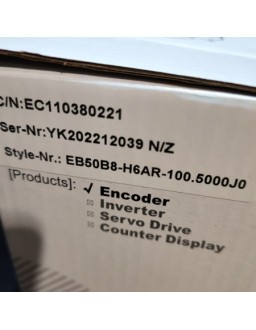 C/N:EC110380221
Ser-Nr:YK202212039 N/Z
Style-Nr.: EB50B8-H6AR-100.5000J0
[Products]: ✓ Encoder
Inverter
Servo Drive
Counter Display